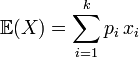 𝔼(X) = ∑_{i=1}^{k} p_i x_i